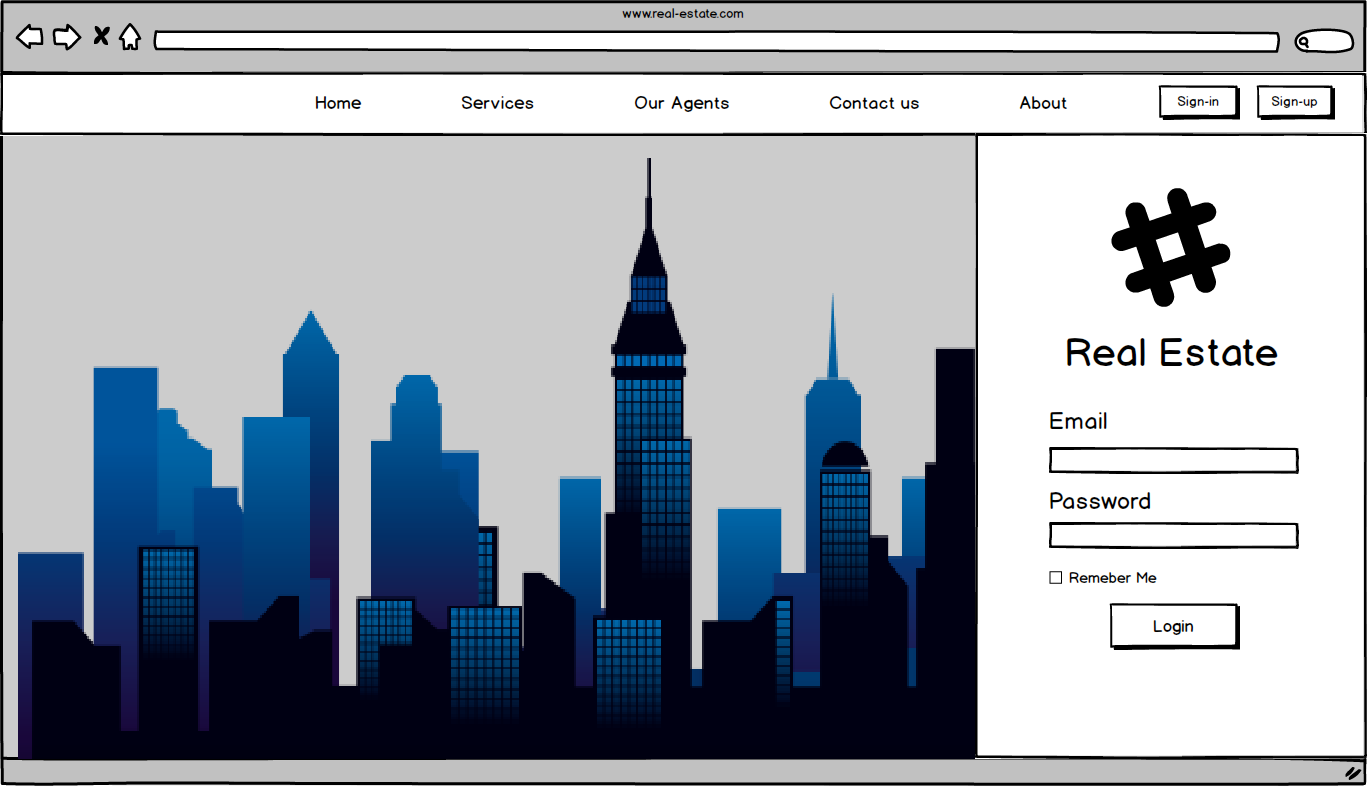 www.real-estate.com
Home Services Our Agents Contact us About Sign-in Sign-up
Real Estate
Email
Password
Remeber Me
Login